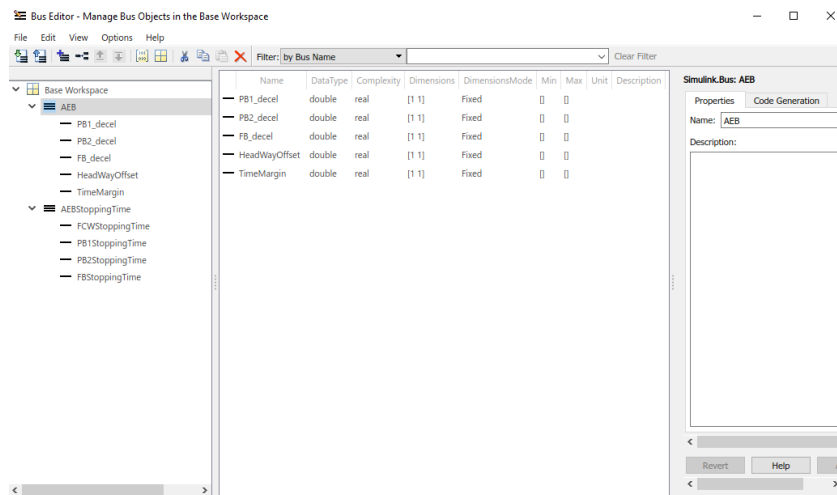 Bus Editor - Manage Bus Objects in the Base Workspace
File Edit View Options Help
Filter: by Bus Name Clear Filter
Base Workspace
AEB
PB1_decel
PB2_decel
FB_decel
HeadWayOffset
TimeMargin
AEBStoppingTime
FCWStoppingTime
PB1StoppingTime
PB2StoppingTime
FBStoppingTime
Name DataType Complexity Dimensions DimensionsMode Min Max Unit Description
PB1_decel double real [1 1] Fixed [] []
PB2_decel double real [1 1] Fixed [] []
FB_decel double real [1 1] Fixed [] []
HeadWayOffset double real [1 1] Fixed [] []
TimeMargin double real [1 1] Fixed [] []
Simulink.Bus: AEB
Properties Code Generation
Name: AEB
Description:
Revert Help